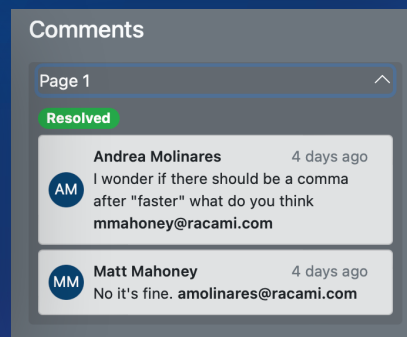 Comments
Page 1
Resolved
Andrea Molinares 4 days ago
AM
I wonder if there should be a comma
after "faster" what do you think
mmahoney@racami.com
Matt Mahoney 4 days ago
MM
No it's fine. amolinares@racami.com